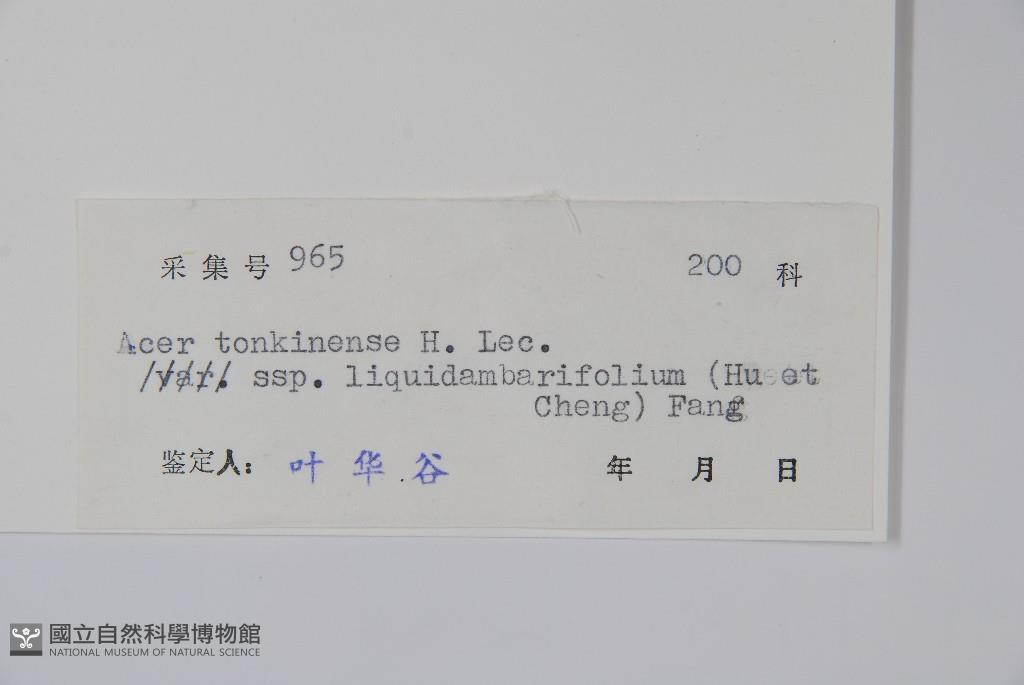 采集号 965 200 科
Acer tonkinense H. Lec.
/var./ ssp. liquidambarifolium (Hu et
Cheng) Fang
鉴定人： 叶华谷 年 月 日
國立自然科學博物館
NATIONAL MUSEUM OF NATURAL SCIENCE